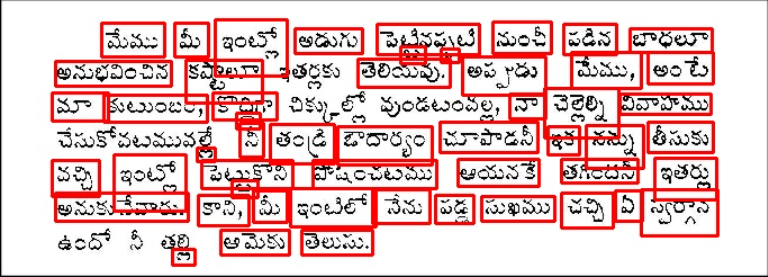 మేము మీ ఇంట్లో అడుగు పెట్టినప్పటి నుంచీ పడిన బాధలూ
అనుభవించిన కష్టాలూ ఇతర్లకు తెలియవు. అప్పుడు మేము, అంటే
మా కుటుంబం, కొద్దిగా చిక్కుల్లో వుండటంవల్ల, నా చెల్లెల్ని వివాహము
చేసుకోవటమువల్లే నీ తండ్రి ఔదార్యం చూపాడనీ ఇక నన్ను తీసుకు
వచ్చి ఇంట్లో పెట్టుకొని పోషించటము ఆయనకే తగిందనీ ఇతర్లు
అనుకునేవారు. కాని, మీ ఇంటిలో నేను పడ్డ సుఖము చచ్చి ఏ స్వర్గాన
ఉందో నీ తల్లి ఆమెకు తెలుసు.